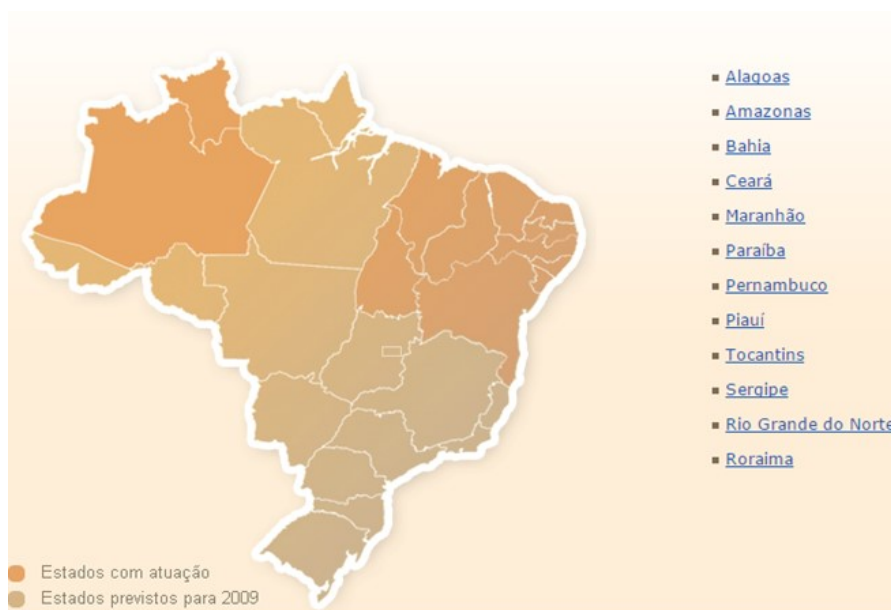 Alagoas
Amazonas
Bahia
Ceará
Maranhão
Paraíba
Pernambuco
Piauí
Tocantins
Sergipe
Rio Grande do Norte
Roraima
Estados com atuação
Estados previstos para 2009